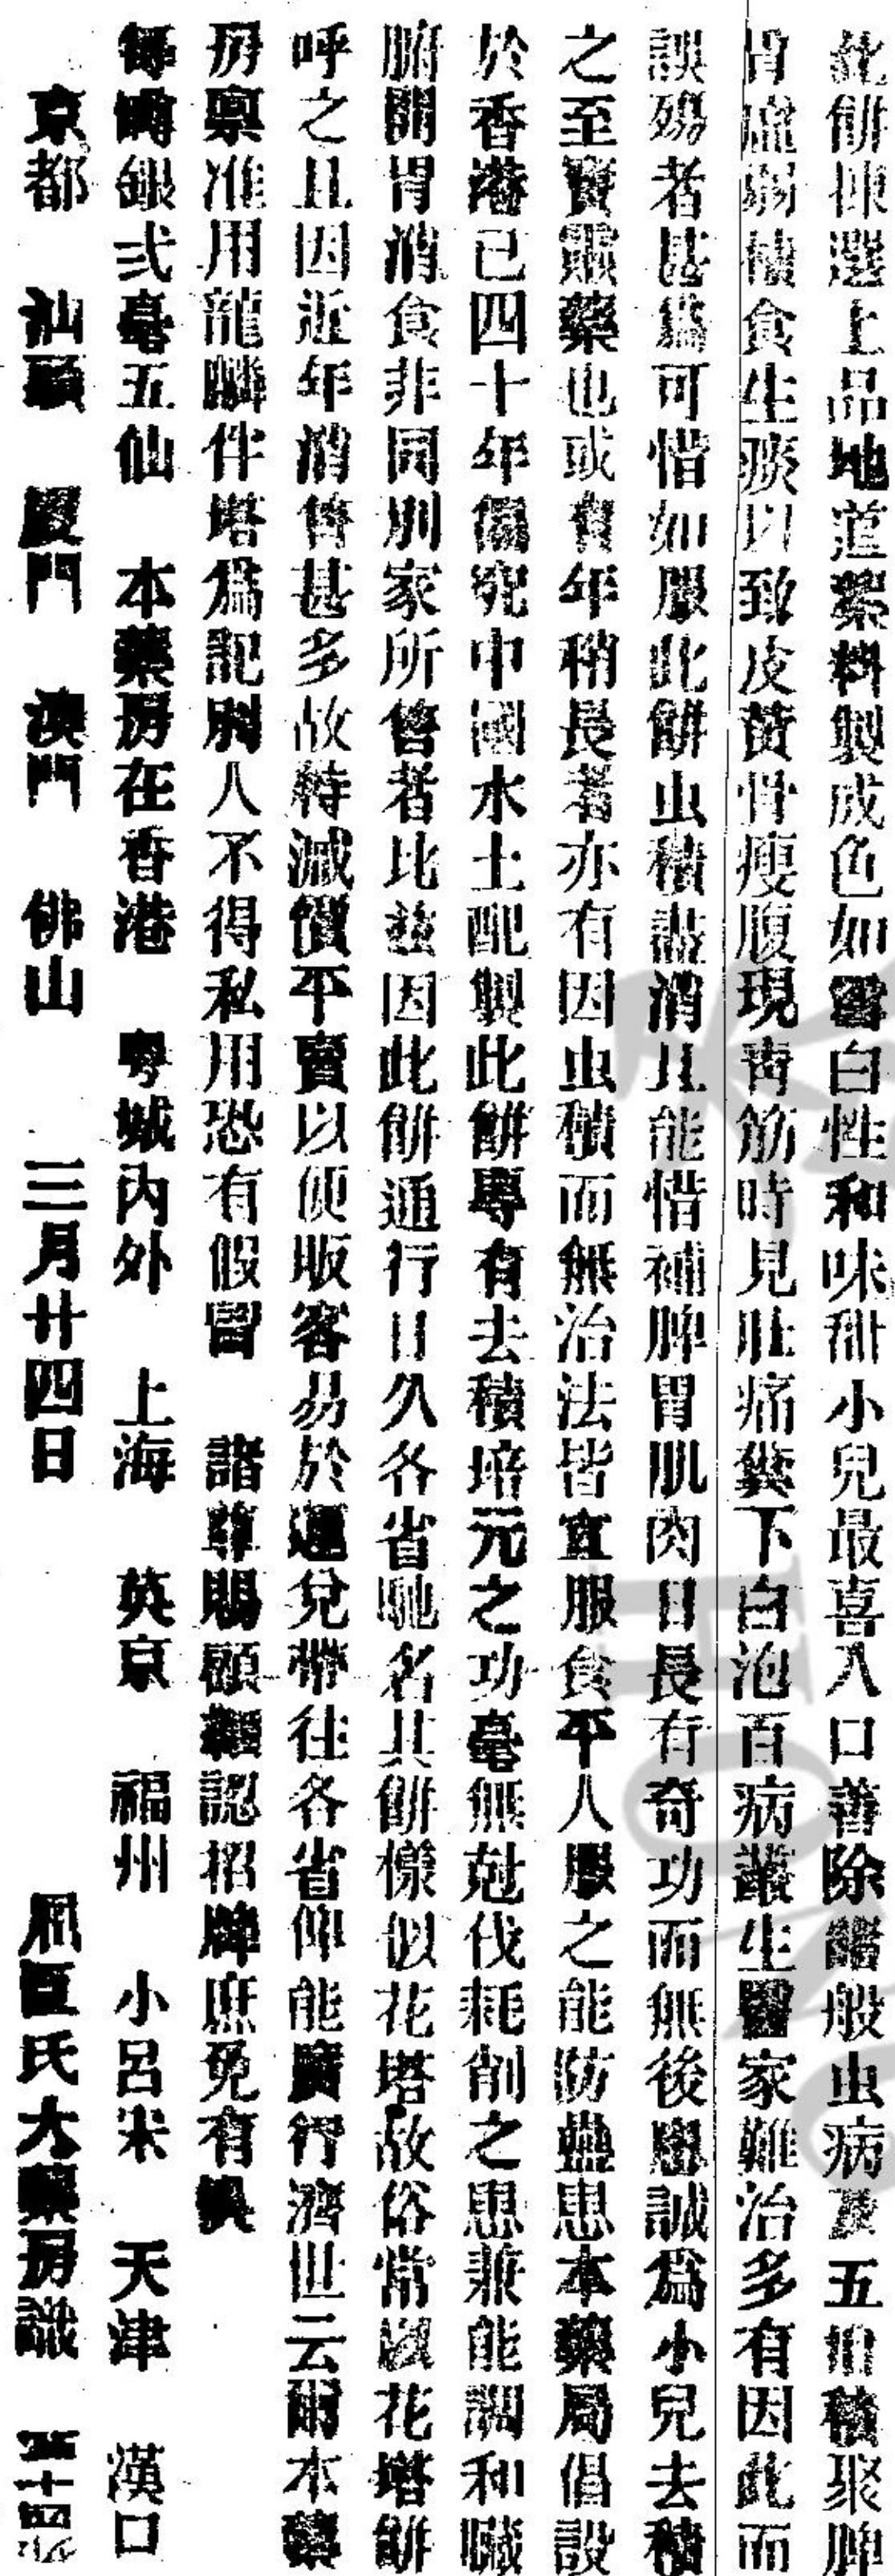 此餅揀選上品地道藥料製成色如雪白性和味甜小兒最喜入口善除諸般虫病及五疳積聚脾
胃虛弱積食生痰以致皮黃骨瘦腹現青筋時見肚痛糞下白泡百病叢生醫家難治多有因此而
誤殤者甚爲可惜如服此餅虫積盡消且能惜補脾胃肌肉日長有奇功而無後患誠爲小兒去積
之至寶靈藥也或有年稍長者亦有因虫積而無治法皆宜服食平人服之能防蠱患本藥局倡設
於香港已四十年偏究中國水土配製此餅專有去積培元之功毫無尅伐耗削之患兼能調和臟
腑開胃消食非同別家所售者比玆因此餅通行日久各省馳名其餅樣似花塔故俗常以花塔餅
呼之且因近年消售甚多故特減價平賣以便販客易於運兌帶往各省俾能廣行濟世云爾本藥
房稟准用龍麟伴塔爲記別人不得私用恐有假冒 諸尊賜顧請認招牌庶免有悞
每罇銀弍毫五仙 本藥房在香港 粵城內外 上海 英京 福州 小呂宋 天津 漢口
京都 汕頭 廈門 澳門 佛山 三月廿四日 屈臣氏大藥房識